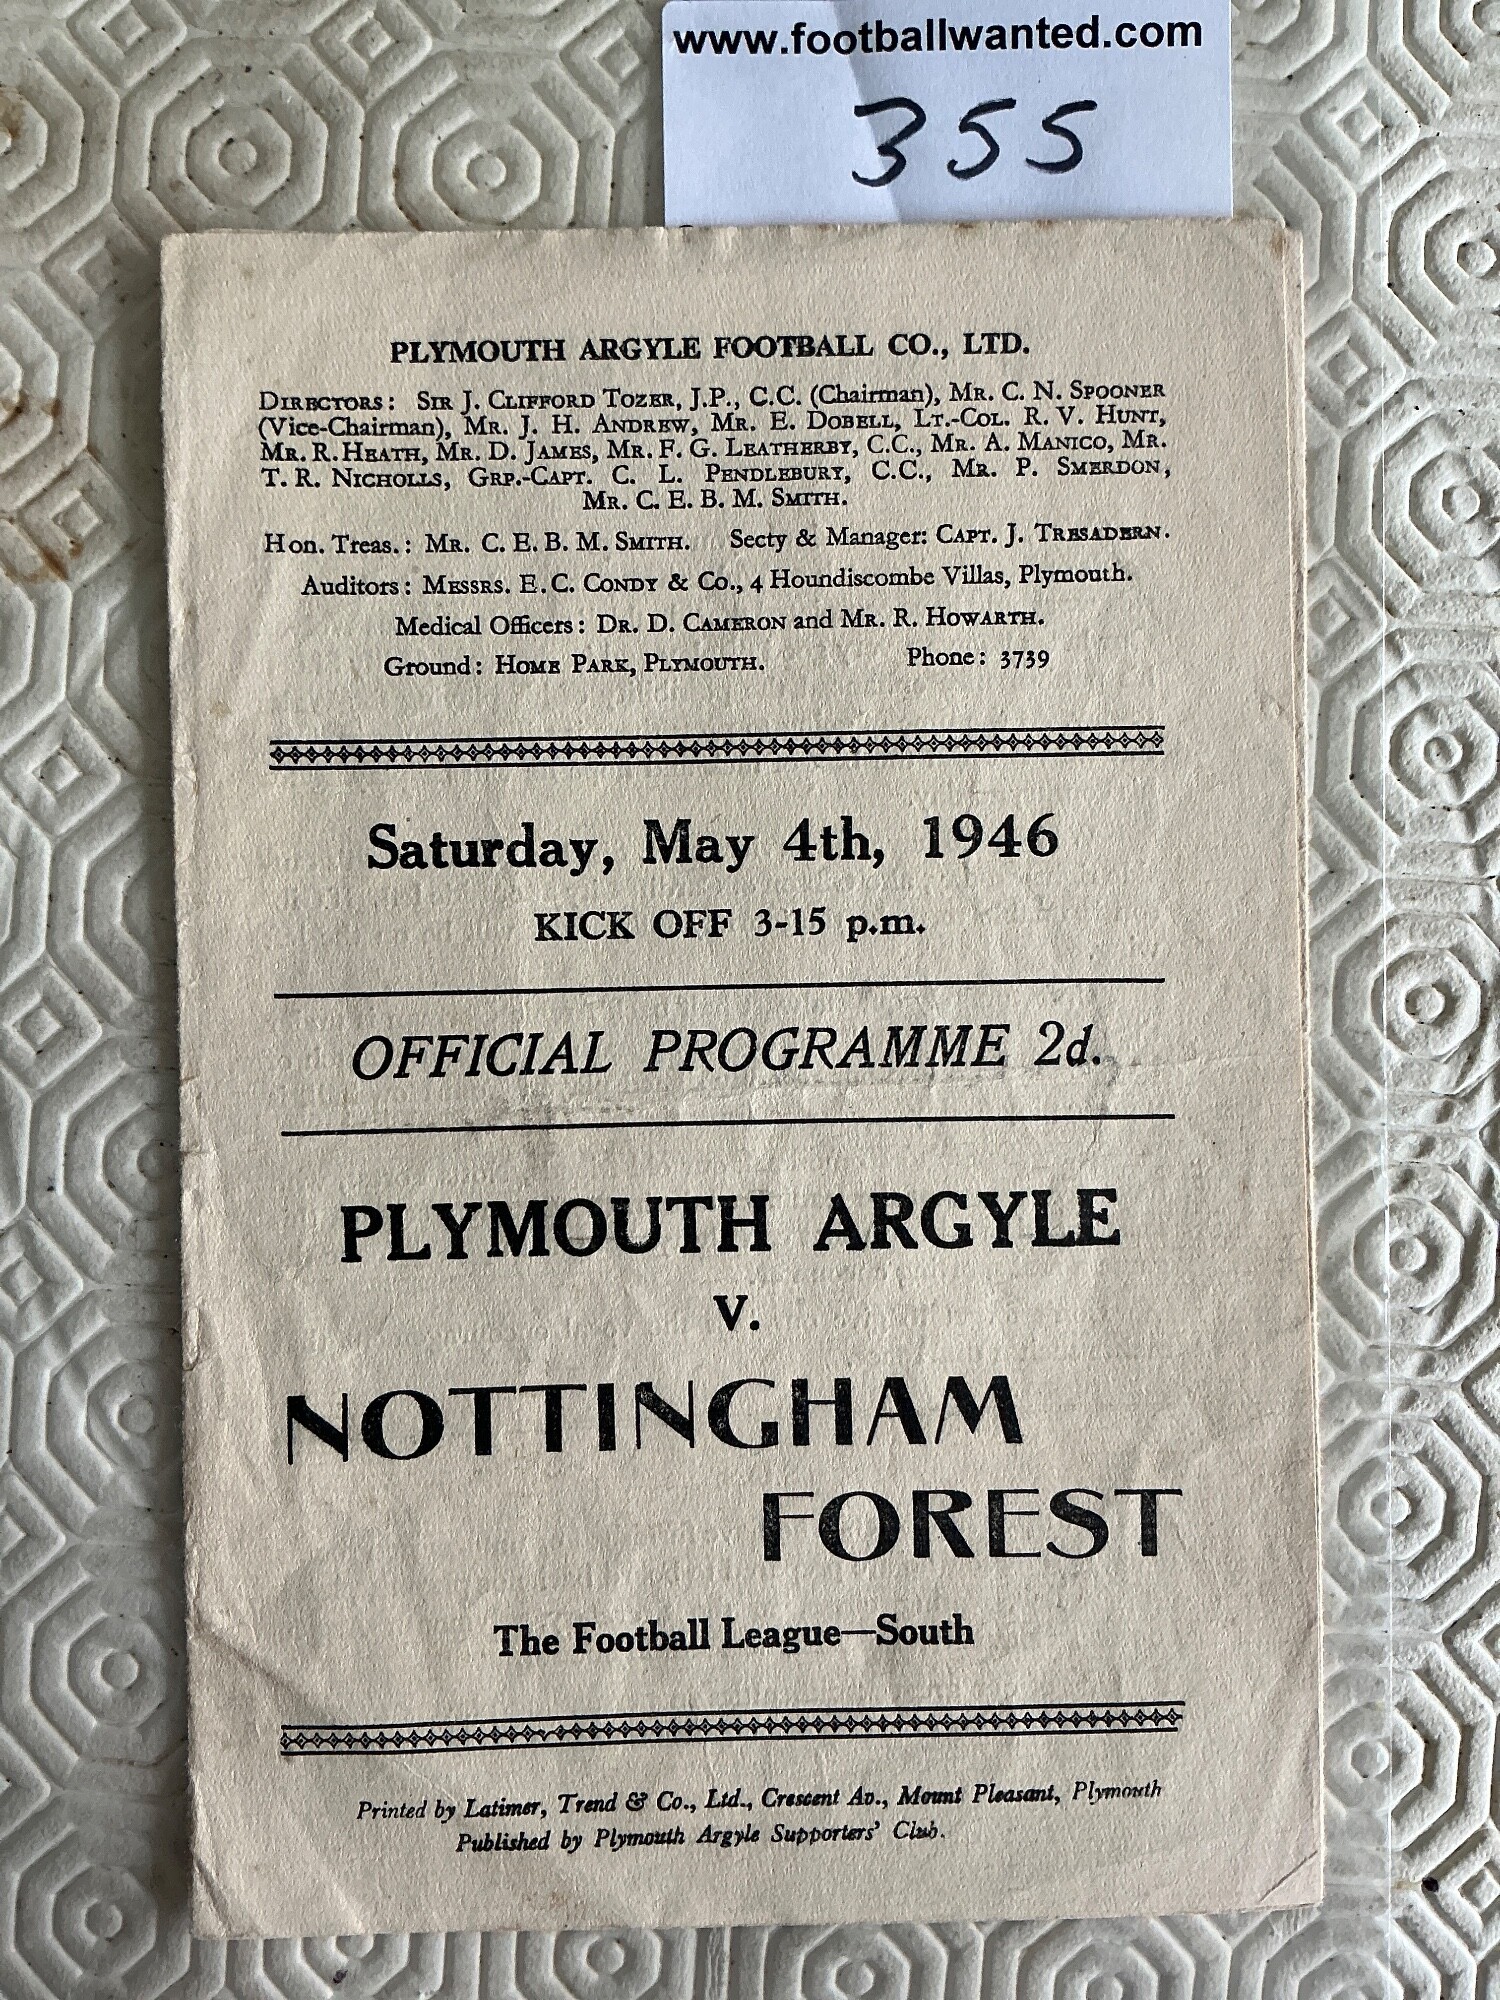 www.footballwanted.com
355
PLYMOUTH ARGYLE FOOTBALL CO., LTD.
DIRECTORS: SIR J. CLIFFORD TOZER, J.P., C.C. (Chairman), MR. C. N. SPOONER
(Vice-Chairman), MR. J. H. ANDREW, MR. E. DOBELL, LT.-COL. R. V. HUNT,
MR. R. HEATH, MR. D. JAMES, MR. F. G. LEATHERBY, C.C., MR. A. MANICO, MR.
T. R. NICHOLLS, GRP.-CAPT. C. L. PENDLEBURY, C.C., MR. P. SMERDON,
MR. C. E. B. M. SMITH.
Hon. Treas.: MR. C. E. B. M. SMITH. Secty & Manager: CAPT. J. TRESADERN.
Auditors: MESSRS. E. C. CONDY & CO., 4 Houndiscombe Villas, Plymouth.
Medical Officers: DR. D. CAMERON and MR. R. HOWARTH.
Ground: HOME PARK, PLYMOUTH. Phone: 3739
Saturday, May 4th, 1946
KICK OFF 3-15 p.m.
OFFICIAL PROGRAMME 2d.
PLYMOUTH ARGYLE
v.
NOTTINGHAM
FOREST
The Football League—South
Printed by Latimer, Trend & Co., Ltd., Crescent Av., Mount Pleasant, Plymouth
Published by Plymouth Argyle Supporters' Club.